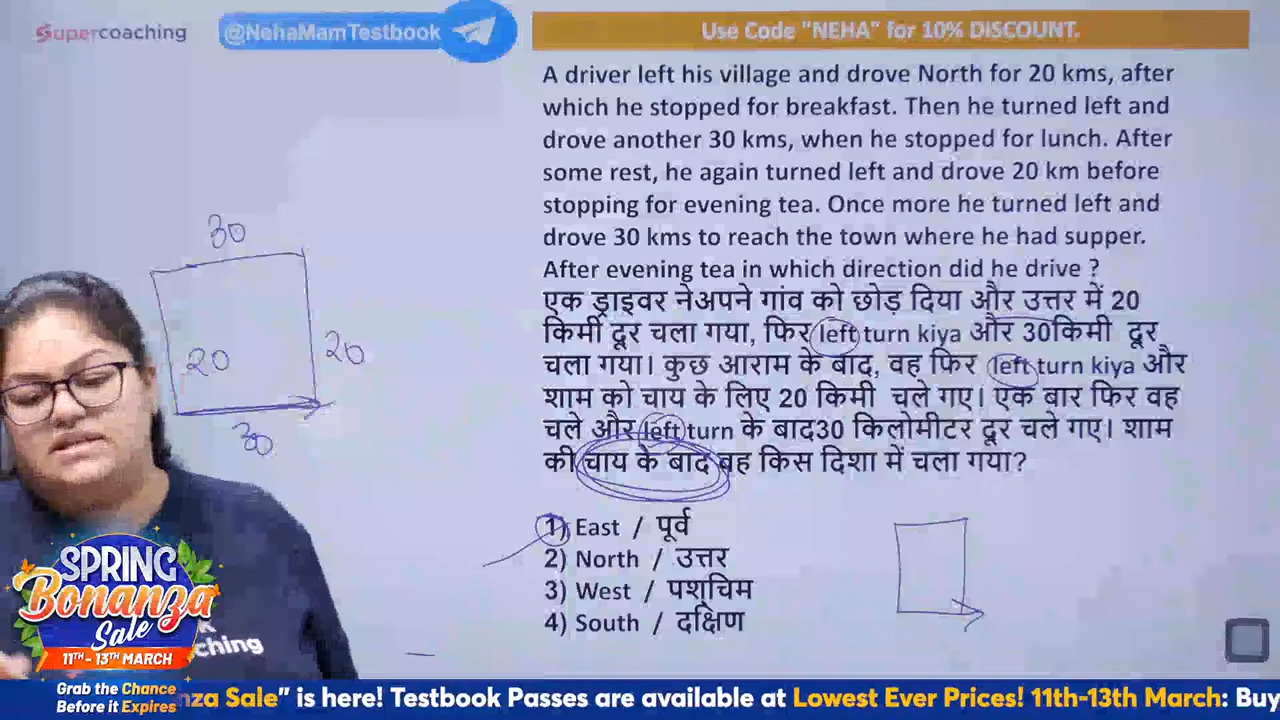 Supercoaching
@NehaMamTestbook
Use Code "NEHA" for 10% DISCOUNT.
A driver left his village and drove North for 20 kms, after
which he stopped for breakfast. Then he turned left and
drove another 30 kms, when he stopped for lunch. After
some rest, he again turned left and drove 20 km before
stopping for evening tea. Once more he turned left and
drove 30 kms to reach the town where he had supper.
After evening tea in which direction did he drive ?
एक ड्राइवर नेअपने गांव को छोड़ दिया और उत्तर में 20
किमी दूर चला गया, फिर left turn kiya और 30किमी दूर
चला गया। कुछ आराम के बाद, वह फिर left turn kiya और
शाम को चाय के लिए 20 किमी चले गए। एक बार फिर वह
चले और left turn के बाद30 किलोमीटर दूर चले गए। शाम
की चाय के बाद वह किस दिशा में चला गया?
1) East / पूर्व
2) North / उत्तर
3) West / पश्चिम
4) South / दक्षिण
30
20
20
30
SPRING
Bonanza
Sale
11TH - 13TH MARCH
Grab the Chance
Before it Expires
ching
nza Sale" is here! Testbook Passes are available at Lowest Ever Prices! 11th-13th March: Buy